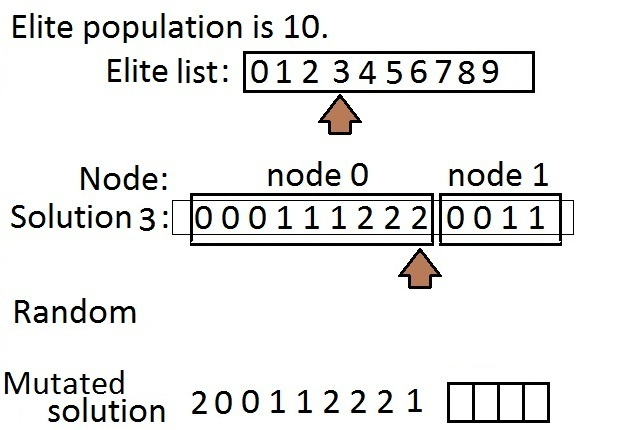 Elite population is 10.
Elite list: 0 1 2 3 4 5 6 7 8 9
Node: node 0 node 1
Solution 3: 0 0 0 1 1 1 2 2 2 0 0 1 1
Random
Mutated
solution 2 0 0 1 1 2 2 2 1